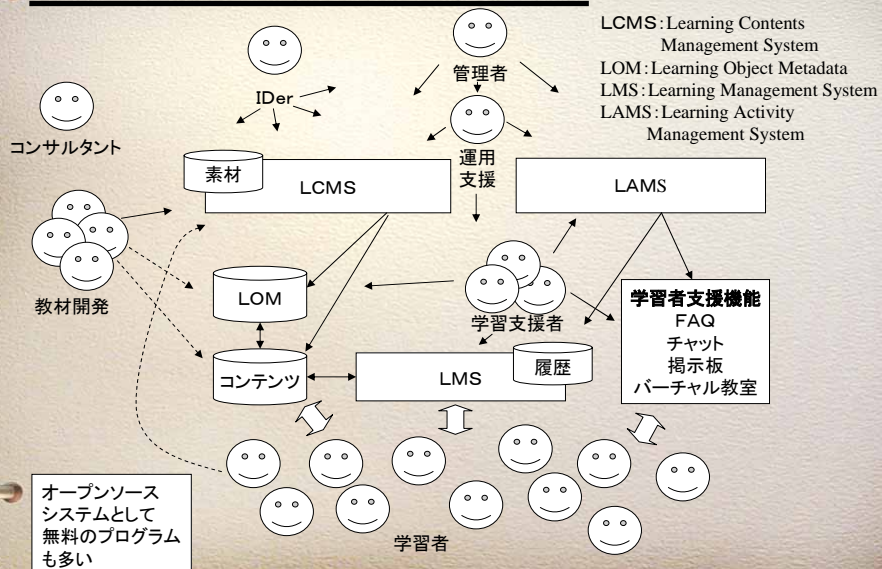 LCMS:Learning Contents
Management System
LOM:Learning Object Metadata
LMS:Learning Management System
LAMS:Learning Activity
Management System
管理者
IDer
コンサルタント
運用
支援
素材
LCMS
LAMS
教材開発
LOM
学習支援者
学習者支援機能
FAQ
チャット
掲示板
バーチャル教室
コンテンツ
LMS
履歴
オープンソース
システムとして
無料のプログラム
も多い
学習者